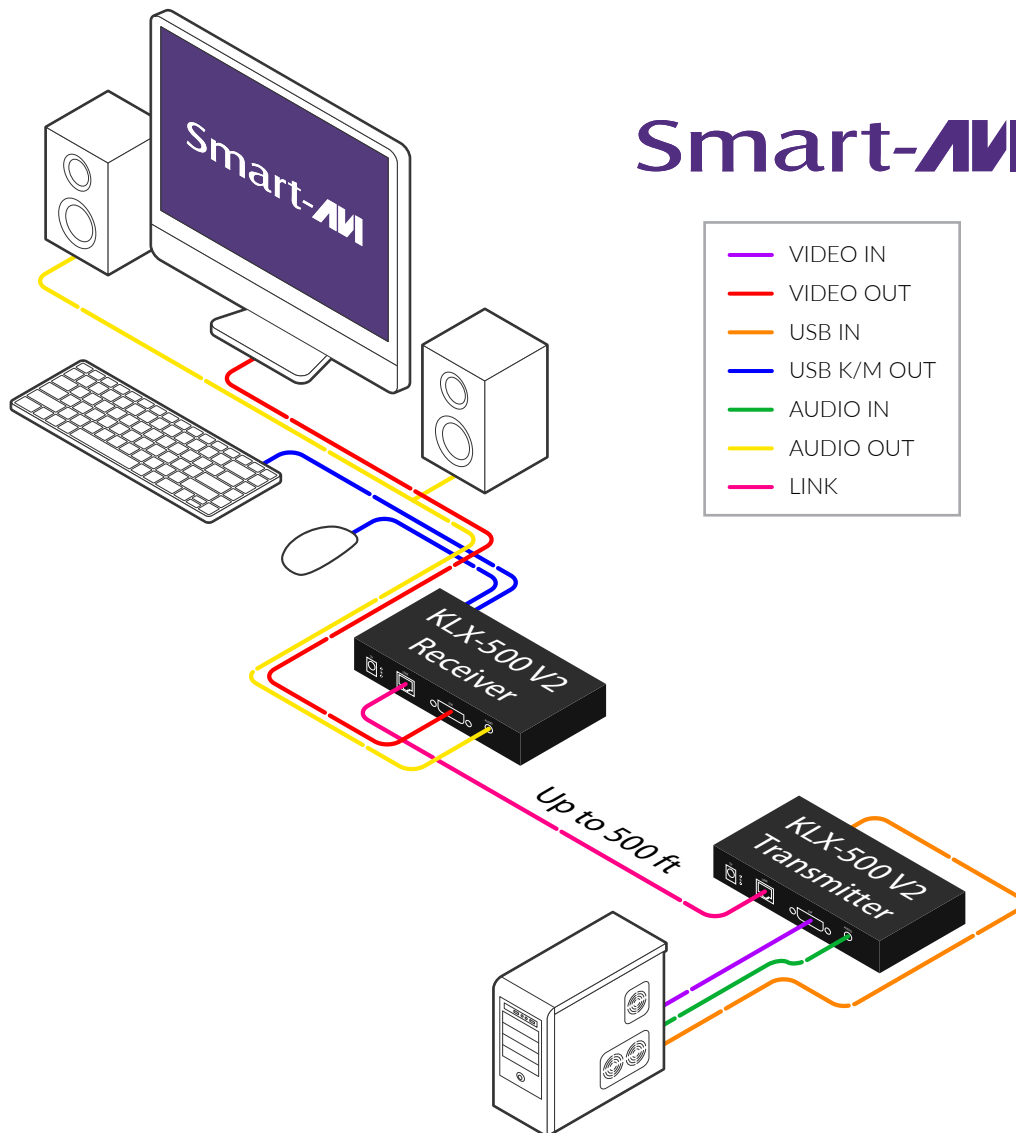 Smart-AVI
Smart-AVI
VIDEO IN
VIDEO OUT
USB IN
USB K/M OUT
AUDIO IN
AUDIO OUT
LINK
KLX-500 V2
Receiver
Up to 500 ft
KLX-500 V2
Transmitter